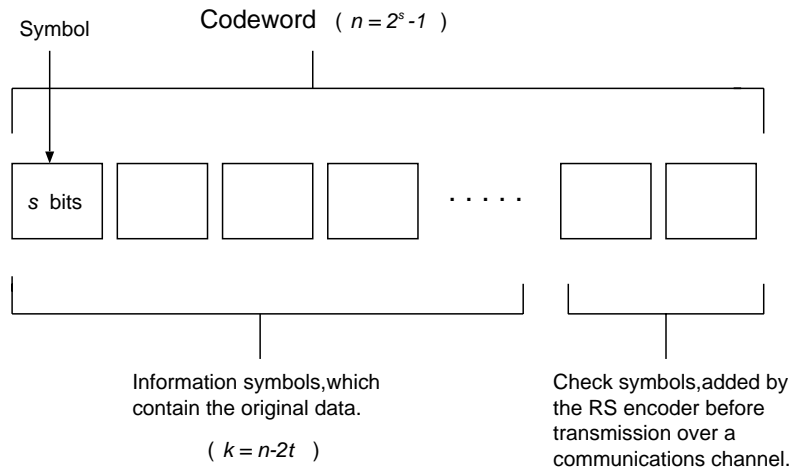 Codeword ( n = 2ˢ-1 )
Symbol
s bits
. . . . .
Information symbols,which
contain the original data.
( k = n-2t )
Check symbols,added by
the RS encoder before
transmission over a
communications channel.